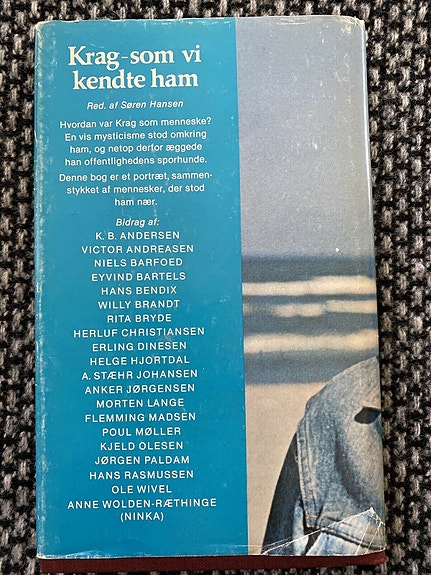 Krag-som vi
kendte ham
Red. af Søren Hansen
Hvordan var Krag som menneske?
En vis mysticisme stod omkring
ham, og netop derfor æggede
han offentlighedens sporhunde.
Denne bog er et portræt, sammen-
stykket af mennesker, der stod
ham nær.
Bidrag af:
K. B. ANDERSEN
VICTOR ANDREASEN
NIELS BARFOED
EYVIND BARTELS
HANS BENDIX
WILLY BRANDT
RITA BRYDE
HERLUF CHRISTIANSEN
ERLING DINESEN
HELGE HJORTDAL
A. STÆHR JOHANSEN
ANKER JØRGENSEN
MORTEN LANGE
FLEMMING MADSEN
POUL MØLLER
KJELD OLESEN
JØRGEN PALDAM
HANS RASMUSSEN
OLE WIVEL
ANNE WOLDEN-RÆTHINGE
(NINKA)